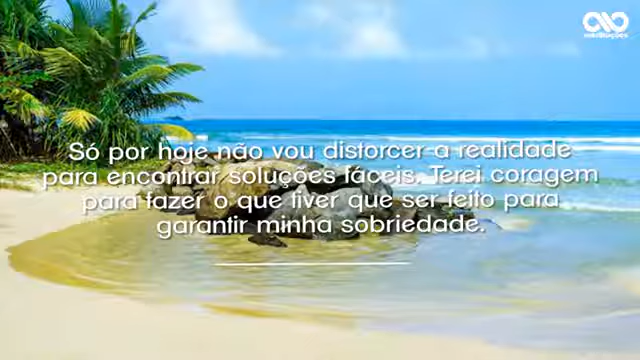 Só por hoje não vou distorcer a realidade
para encontrar soluções fáceis. Terei coragem
para fazer o que tiver que ser feito para
garantir minha sobriedade.